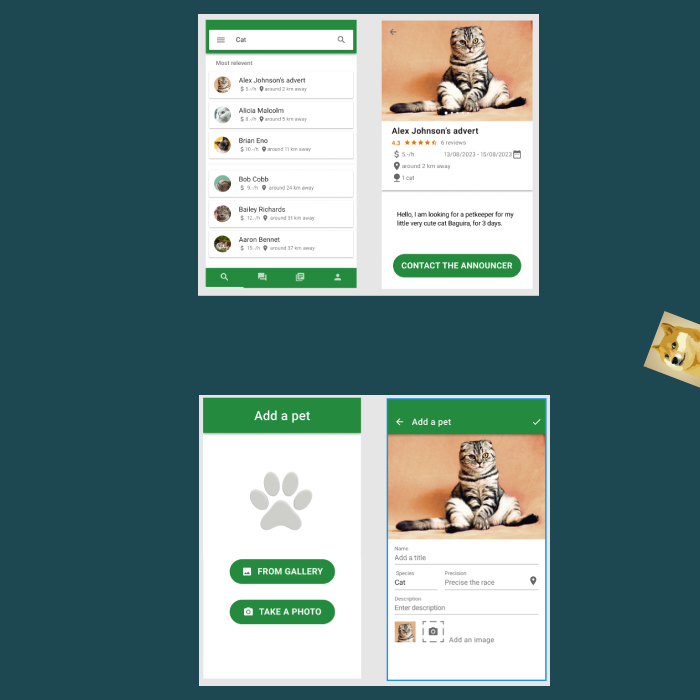 Cat
Most relevent
Alex Johnson's advert
$ 5.-/h around 2 km away
Alicia Malcolm
$ 8.-/h around 5 km away
Brian Eno
$ 10.-/h around 11 km away
Bob Cobb
$ 9.-/h around 24 km away
Bailey Richards
$ 12.-/h around 31 km away
Aaron Bennet
$ 15.-/h around 37 km away
Alex Johnson's advert
4.3 6 reviews
$ 5.-/h 13/08/2023 - 15/08/2023
around 2 km away
1 cat
Hello, I am looking for a petkeeper for my
little very cute cat Baguira, for 3 days.
CONTACT THE ANNOUNCER
Add a pet
FROM GALLERY
TAKE A PHOTO
Add a pet
Name
Add a title
Species Precision
Cat Precise the race
Description
Enter description
Add an image